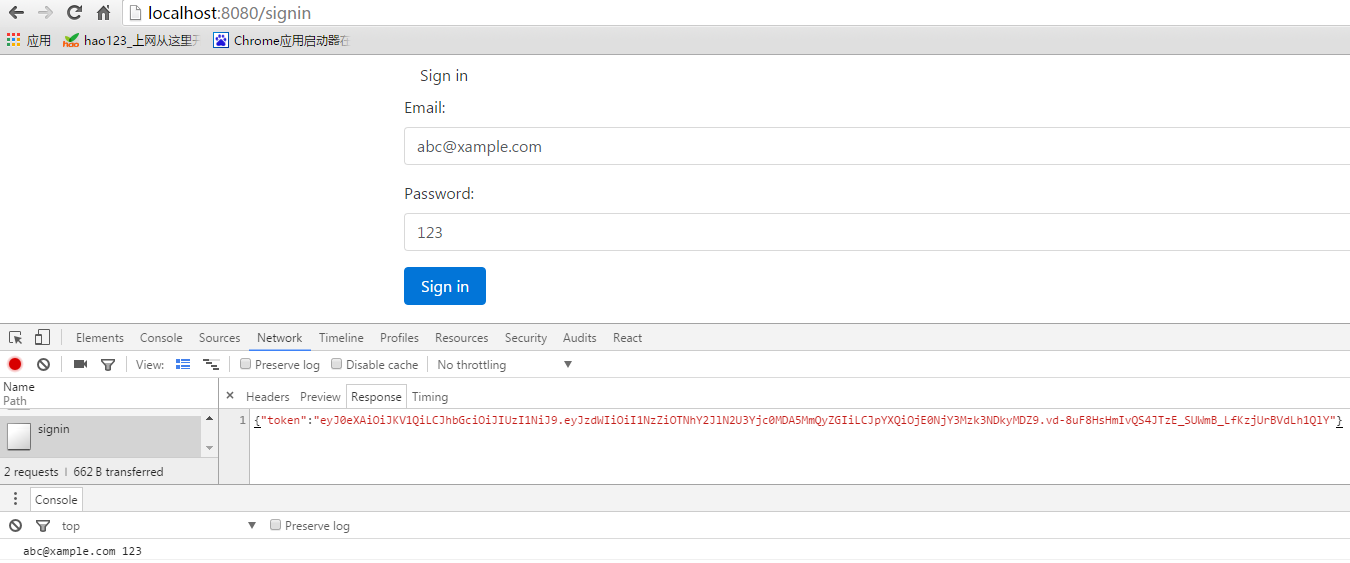 localhost:8080/signin
应用 hao123_上网从这里开 Chrome应用启动器在
Sign in
Email:
abc@xample.com
Password:
123
Sign in
Elements Console Sources Network Timeline Profiles Resources Security Audits React
View: Preserve log Disable cache No throttling
Name
Path
× Headers Preview Response Timing
1 {"token":"eyJ0eXAiOiJKV1QiLCJhbGciOiJIUzI1NiJ9.eyJzdWIiOiI1NzZiOTNhY2JlN2U3Yjc0MDA5MmQyZGIiLCJpYXQiOjE0NjY3Mzk3NDkyMDZ9.vd-8uF8HsHmIvQS4JTzE_SUWmB_LfKzjUrBVdLh1QlY"}
signin
2 requests | 662 B transferred
Console
top Preserve log
abc@xample.com 123